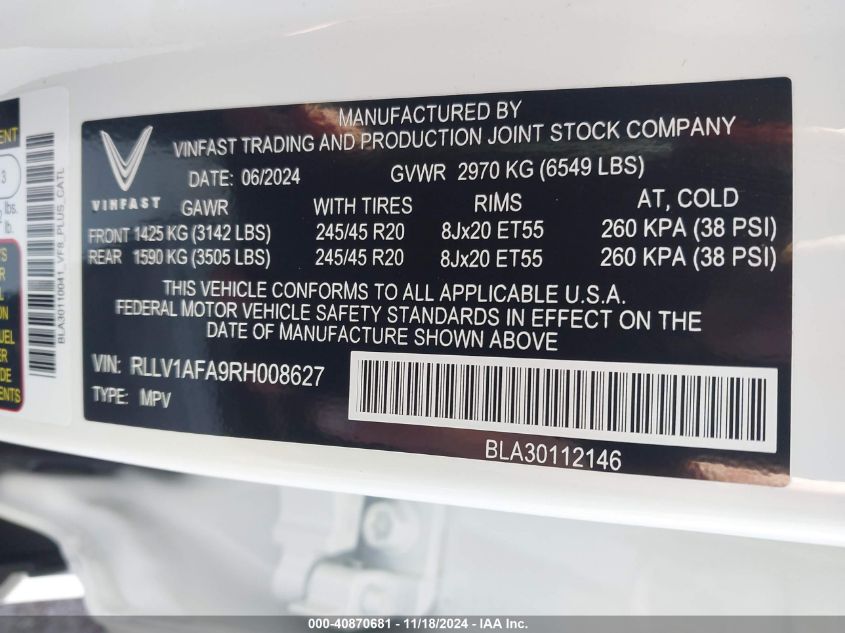 MANUFACTURED BY
VINFAST TRADING AND PRODUCTION JOINT STOCK COMPANY
VINFAST
DATE: 06/2024 GVWR 2970 KG (6549 LBS)
GAWR WITH TIRES RIMS AT, COLD
FRONT 1425 KG (3142 LBS) 245/45 R20 8Jx20 ET55 260 KPA (38 PSI)
REAR 1590 KG (3505 LBS) 245/45 R20 8Jx20 ET55 260 KPA (38 PSI)
THIS VEHICLE CONFORMS TO ALL APPLICABLE U.S.A.
FEDERAL MOTOR VEHICLE SAFETY STANDARDS IN EFFECT ON THE
DATE OF MANUFACTURE SHOWN ABOVE
VIN: RLLV1AFA9RH008627
TYPE: MPV
BLA30112146
BLA30110041_VF8_PLUS_CATL
3
lbs.
lb.
000-40870681 - 11/18/2024 - IAA Inc.